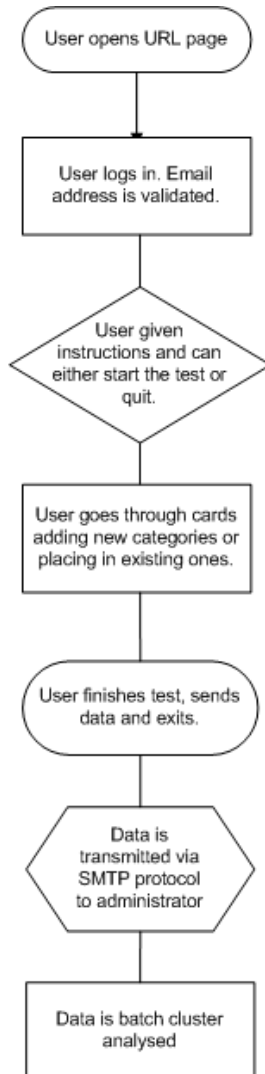 User opens URL page
User logs in. Email
address is validated.
User given
instructions and can
either start the test or
quit.
User goes through cards
adding new categories or
placing in existing ones.
User finishes test, sends
data and exits.
Data is
transmitted via
SMTP protocol
to administrator
Data is batch cluster
analysed